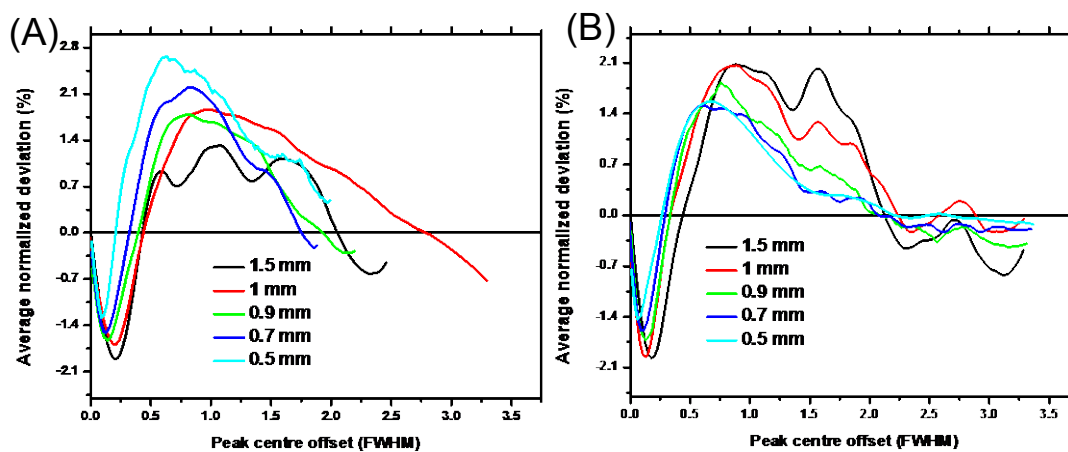 (A)
2.8
2.1
1.4
0.7
0.0
-0.7
-1.4
-2.1
Average normalized deviation (%)
1.5 mm
1 mm
0.9 mm
0.7 mm
0.5 mm
0.0 0.5 1.0 1.5 2.0 2.5 3.0 3.5
Peak centre offset (FWHM)
(B)
2.1
1.4
0.7
0.0
-0.7
-1.4
-2.1
Average normalized deviation (%)
1.5 mm
1 mm
0.9 mm
0.7 mm
0.5 mm
0.0 0.5 1.0 1.5 2.0 2.5 3.0 3.5
Peak centre offset (FWHM)